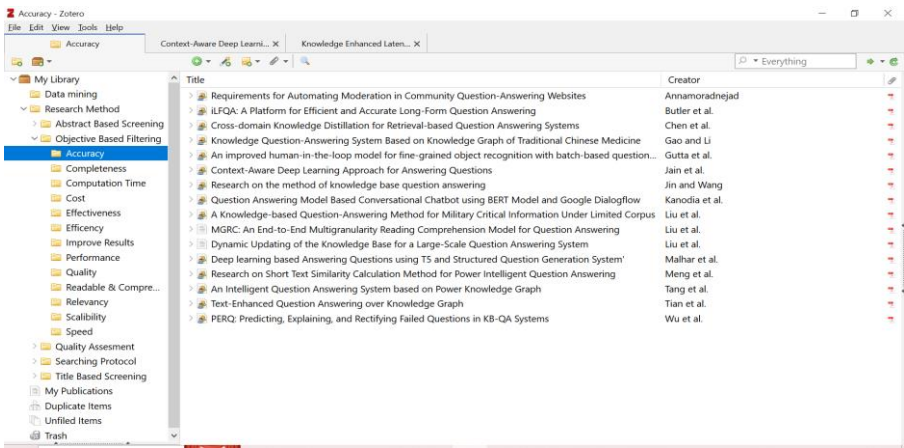 Accuracy - Zotero
File Edit View Tools Help
Accuracy
Context-Aware Deep Learni...
Knowledge Enhanced Laten...
Everything
My Library
Data mining
Research Method
Abstract Based Screening
Objective Based Filtering
Accuracy
Completeness
Computation Time
Cost
Effectiveness
Efficency
Improve Results
Performance
Quality
Readable & Compre...
Relevancy
Scalibility
Speed
Quality Assesment
Searching Protocol
Title Based Screening
My Publications
Duplicate Items
Unfiled Items
Trash
Title Creator
Requirements for Automating Moderation in Community Question-Answering Websites Annamoradnejad
iLFQA: A Platform for Efficient and Accurate Long-Form Question Answering Butler et al.
Cross-domain Knowledge Distillation for Retrieval-based Question Answering Systems Chen et al.
Knowledge Question-Answering System Based on Knowledge Graph of Traditional Chinese Medicine Gao and Li
An improved human-in-the-loop model for fine-grained object recognition with batch-based question... Gutta et al.
Context-Aware Deep Learning Approach for Answering Questions Jain et al.
Research on the method of knowledge base question answering Jin and Wang
Question Answering Model Based Conversational Chatbot using BERT Model and Google Dialogflow Kanodia et al.
A Knowledge-based Question-Answering Method for Military Critical Information Under Limited Corpus Liu et al.
MGRC: An End-to-End Multigranularity Reading Comprehension Model for Question Answering Liu et al.
Dynamic Updating of the Knowledge Base for a Large-Scale Question Answering System Liu et al.
Deep learning based Answering Questions using T5 and Structured Question Generation System' Malhar et al.
Research on Short Text Similarity Calculation Method for Power Intelligent Question Answering Meng et al.
An Intelligent Question Answering System based on Power Knowledge Graph Tang et al.
Text-Enhanced Question Answering over Knowledge Graph Tian et al.
PERQ: Predicting, Explaining, and Rectifying Failed Questions in KB-QA Systems Wu et al.